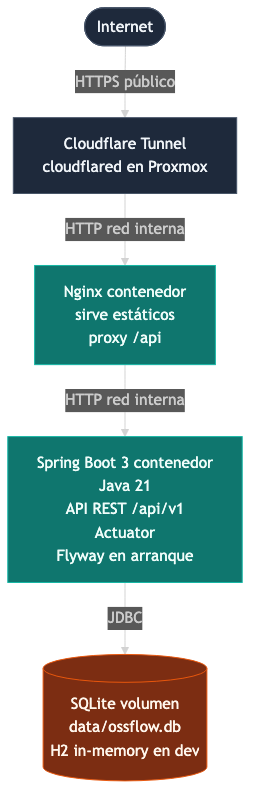 Internet
HTTPS público
Cloudflare Tunnel
cloudflared en Proxmox
HTTP red interna
Nginx contenedor
sirve estáticos
proxy /api
HTTP red interna
Spring Boot 3 contenedor
Java 21
API REST /api/v1
Actuator
Flyway en arranque
JDBC
SQLite volumen
data/ossflow.db
H2 in-memory en dev